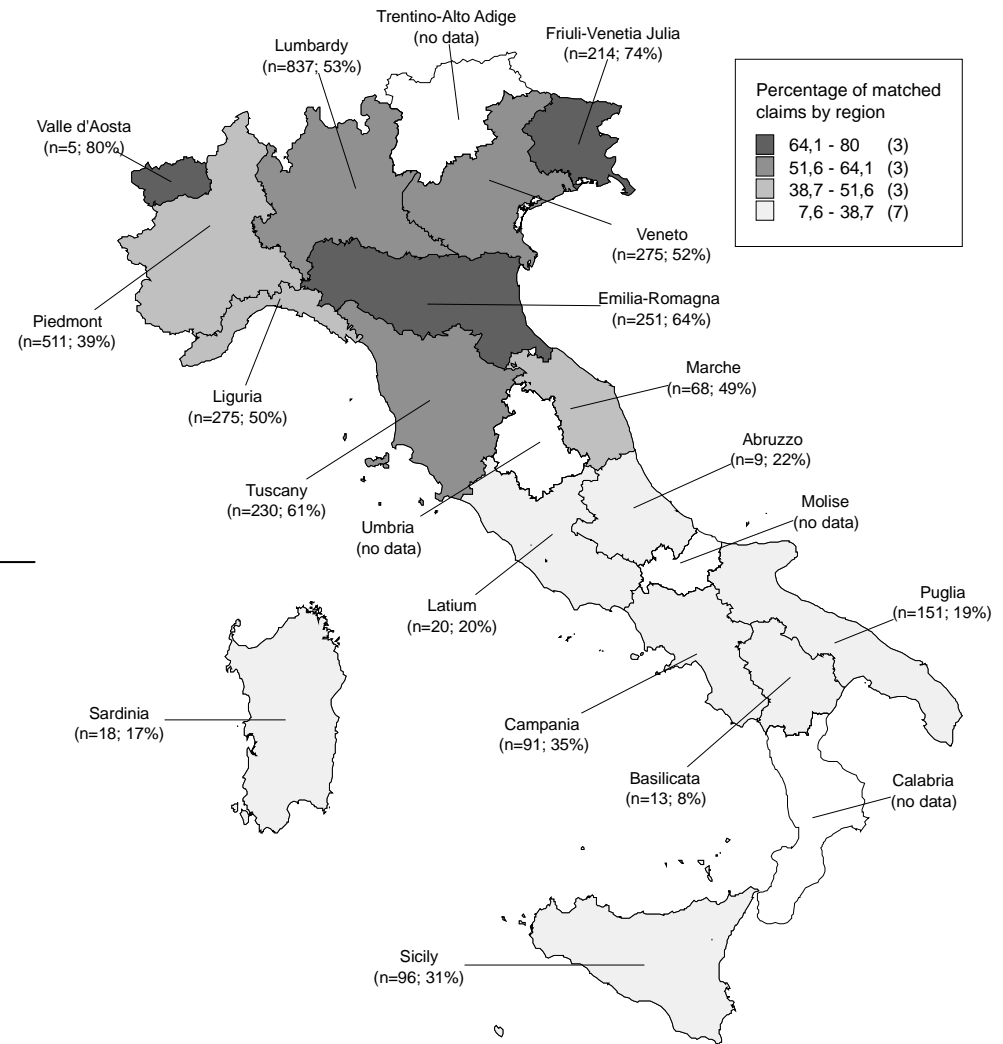 Trentino-Alto Adige
(no data)
Friuli-Venetia Julia
(n=214; 74%)
Lumbardy
(n=837; 53%)
Percentage of matched
claims by region
64,1 - 80 (3)
51,6 - 64,1 (3)
38,7 - 51,6 (3)
7,6 - 38,7 (7)
Valle d'Aosta
(n=5; 80%)
Veneto
(n=275; 52%)
Emilia-Romagna
(n=251; 64%)
Piedmont
(n=511; 39%)
Marche
(n=68; 49%)
Liguria
(n=275; 50%)
Abruzzo
(n=9; 22%)
Tuscany
(n=230; 61%)
Molise
(no data)
Umbria
(no data)
Puglia
(n=151; 19%)
Latium
(n=20; 20%)
Sardinia
(n=18; 17%)
Campania
(n=91; 35%)
Basilicata
(n=13; 8%)
Calabria
(no data)
Sicily
(n=96; 31%)